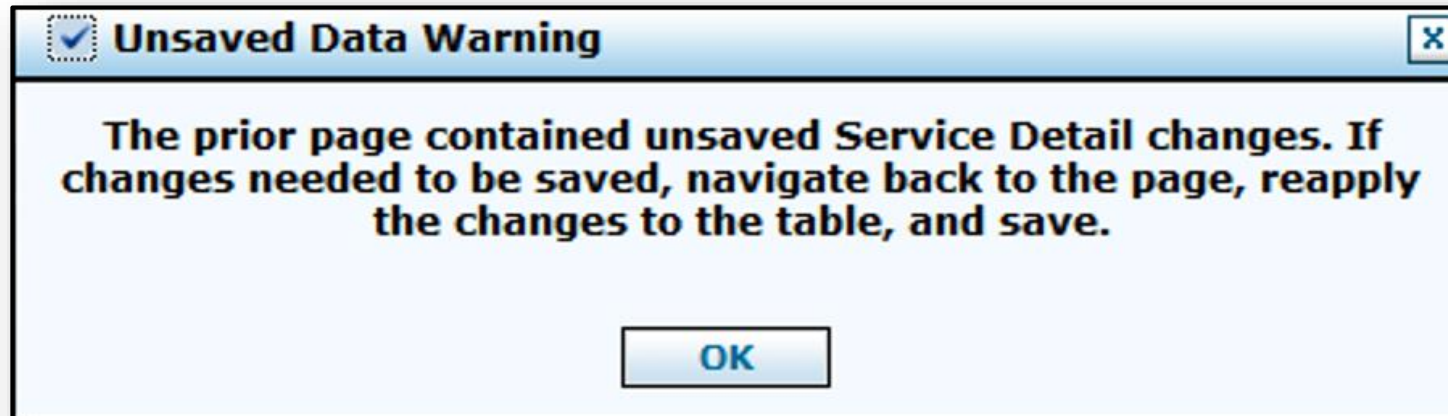 Unsaved Data Warning
x
The prior page contained unsaved Service Detail changes. If
changes needed to be saved, navigate back to the page, reapply
the changes to the table, and save.
OK